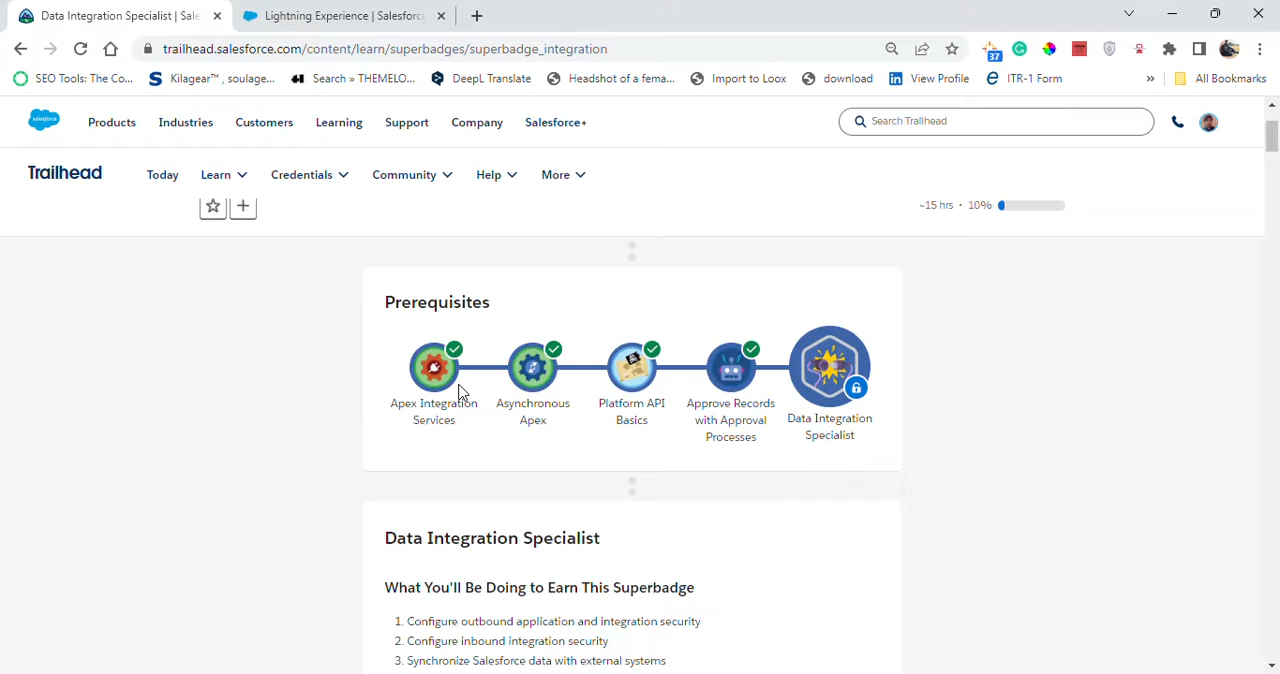 Data Integration Specialist | Sale
Lightning Experience | Salesforc
trailhead.salesforce.com/content/learn/superbadges/superbadge_integration
37
SEO Tools: The Co...
Kilagear™, soulage...
Search » THEMELO...
DeepL Translate
Headshot of a fema...
Import to Loox
download
View Profile
ITR-1 Form
»
All Bookmarks
salesforce
Products
Industries
Customers
Learning
Support
Company
Salesforce+
Search Trailhead
Trailhead
Today
Learn
Credentials
Community
Help
More
~15 hrs • 10%
Prerequisites
Apex Integration
Services
Asynchronous
Apex
Platform API
Basics
Approve Records
with Approval
Processes
Data Integration
Specialist
Data Integration Specialist
What You'll Be Doing to Earn This Superbadge
1. Configure outbound application and integration security
2. Configure inbound integration security
3. Synchronize Salesforce data with external systems